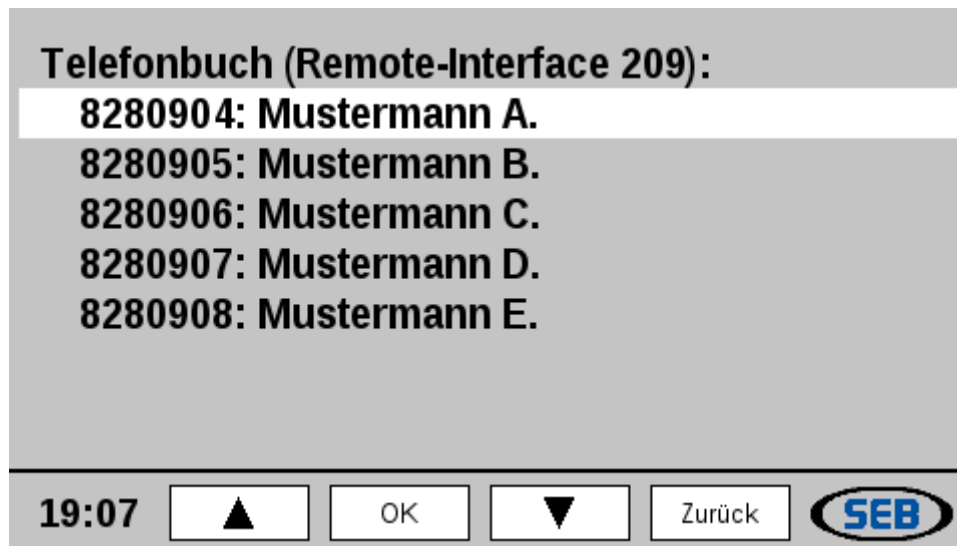 Telefonbuch (Remote-Interface 209):
8280904: Mustermann A.
8280905: Mustermann B.
8280906: Mustermann C.
8280907: Mustermann D.
8280908: Mustermann E.
19:07 ▲ OK ▼ Zurück SEB